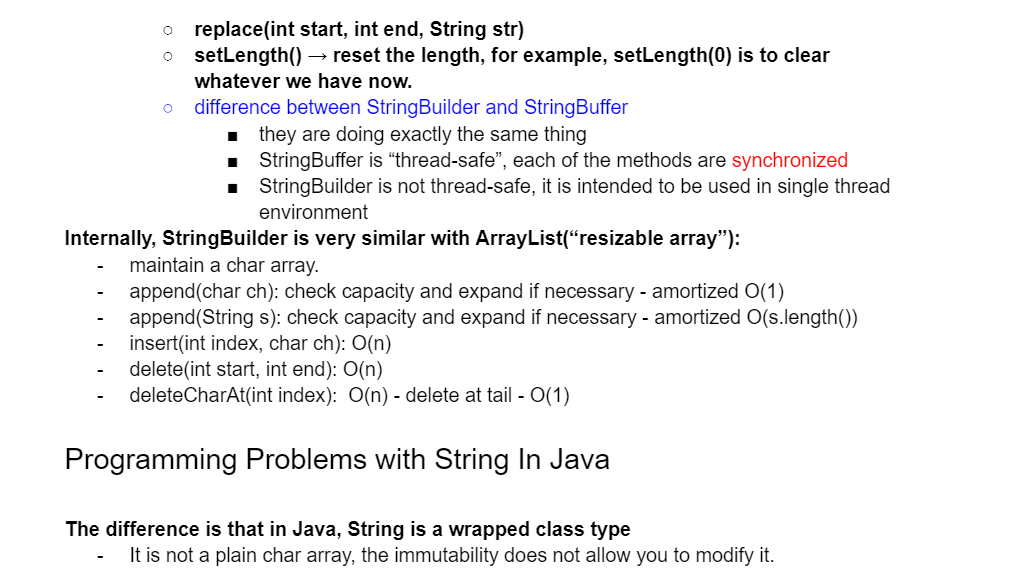 ○ replace(int start, int end, String str)
○ setLength() → reset the length, for example, setLength(0) is to clear
whatever we have now.
○ difference between StringBuilder and StringBuffer
■ they are doing exactly the same thing
■ StringBuffer is “thread-safe”, each of the methods are synchronized
■ StringBuilder is not thread-safe, it is intended to be used in single thread
environment
Internally, StringBuilder is very similar with ArrayList(“resizable array”):
- maintain a char array.
- append(char ch): check capacity and expand if necessary - amortized O(1)
- append(String s): check capacity and expand if necessary - amortized O(s.length())
- insert(int index, char ch): O(n)
- delete(int start, int end): O(n)
- deleteCharAt(int index): O(n) - delete at tail - O(1)
Programming Problems with String In Java
The difference is that in Java, String is a wrapped class type
- It is not a plain char array, the immutability does not allow you to modify it.